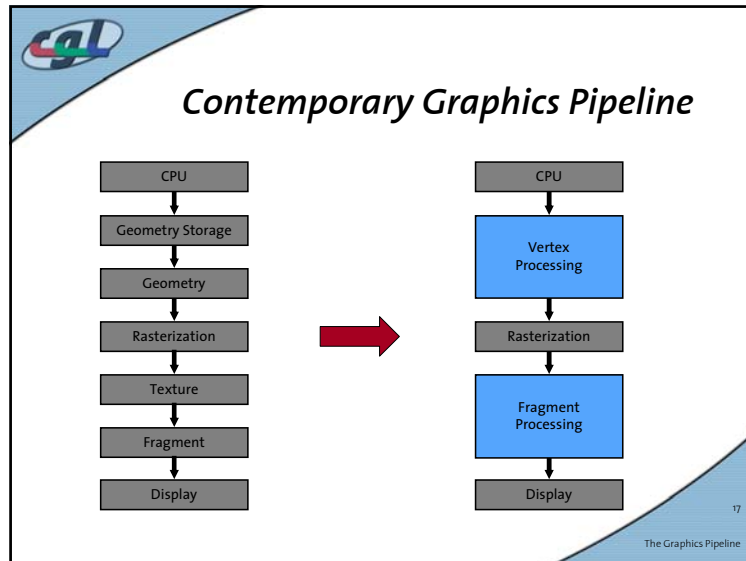 cgl
Contemporary Graphics Pipeline
CPU
Geometry Storage
Geometry
Rasterization
Texture
Fragment
Display
CPU
Vertex
Processing
Rasterization
Fragment
Processing
Display
17
The Graphics Pipeline